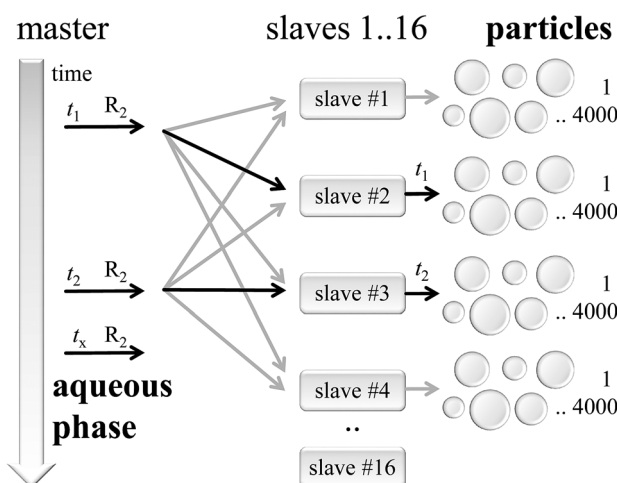 master
slaves 1..16
particles
time
t1 R2
slave #1
1
.. 4000
t1
slave #2
1
.. 4000
t2 R2
t2
slave #3
1
.. 4000
tx R2
aqueous
phase
slave #4
1
.. 4000
..
slave #16